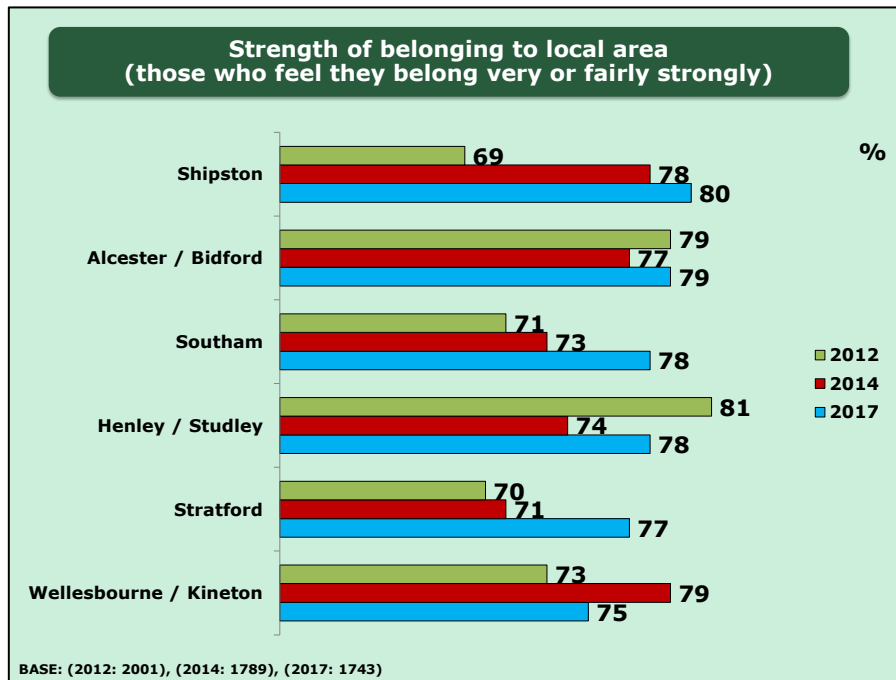 Strength of belonging to local area
(those who feel they belong very or fairly strongly)
%
Shipston
69
78
80
Alcester / Bidford
79
77
79
Southam
71
73
78
Henley / Studley
81
74
78
Stratford
70
71
77
Wellesbourne / Kineton
73
79
75
2012
2014
2017
BASE: (2012: 2001), (2014: 1789), (2017: 1743)